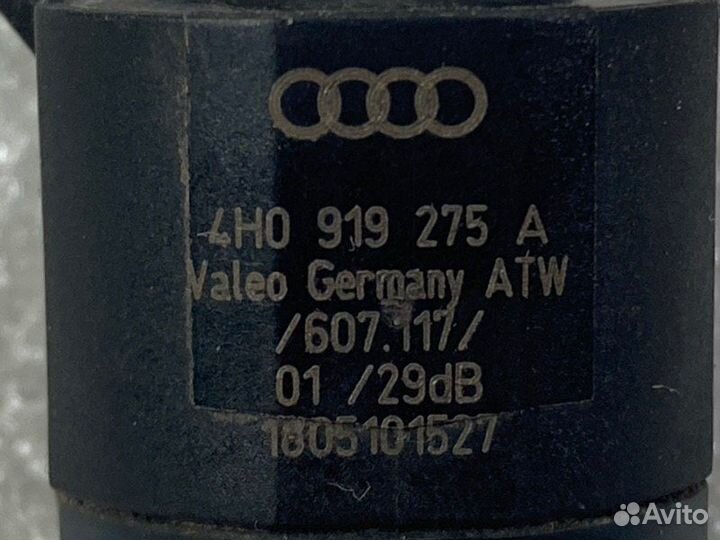 4H0 919 275 A
Valeo Germany ATW
/607.117/
01 /29dB
1805101527
Avito